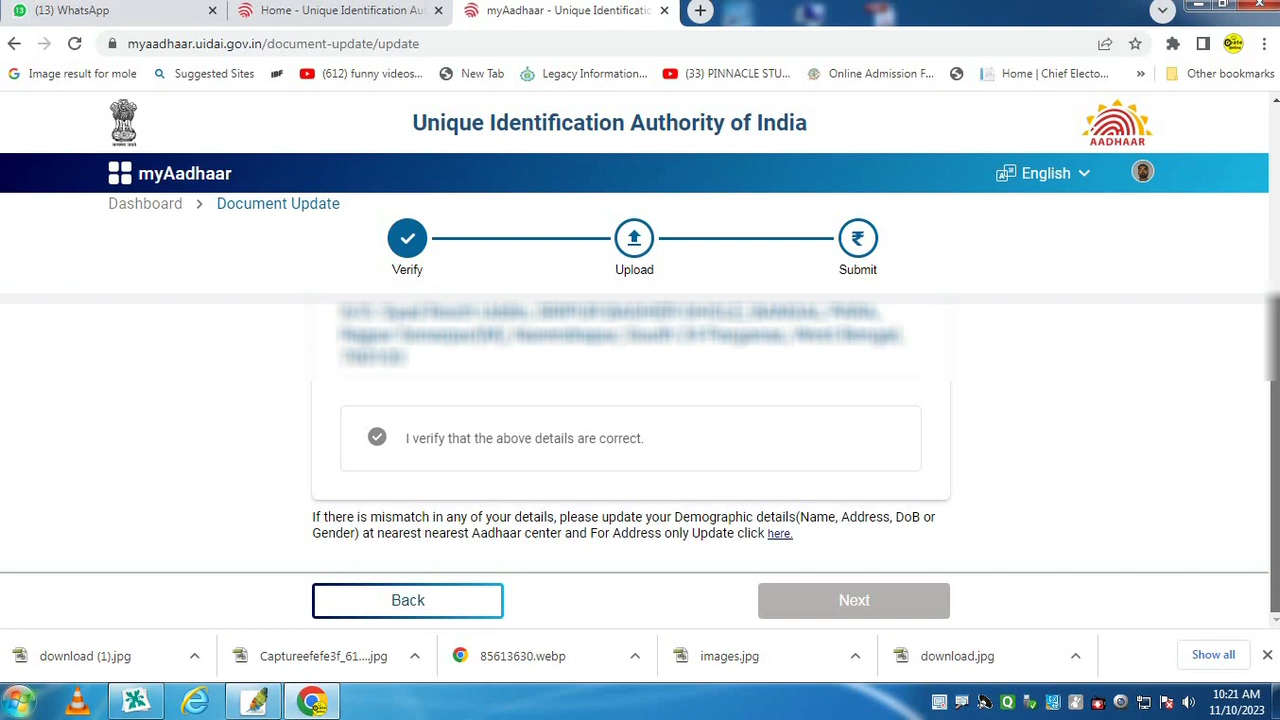 (13) WhatsApp
Home - Unique Identification Au
myAadhaar - Unique Identificatio
myaadhaar.uidai.gov.in/document-update/update
Image result for mole
Suggested Sites
(612) funny videos...
New Tab
Legacy Information...
(33) PINNACLE STU...
Online Admission F...
Home | Chief Electo...
»
Other bookmarks
Unique Identification Authority of India
AADHAAR
myAadhaar
English
Dashboard > Document Update
Verify
Upload
Submit
I verify that the above details are correct.
If there is mismatch in any of your details, please update your Demographic details(Name, Address, DoB or
Gender) at nearest nearest Aadhaar center and For Address only Update click here.
Back
Next
download (1).jpg
Captureefefe3f_61....jpg
85613630.webp
images.jpg
download.jpg
Show all
10:21 AM
11/10/2023